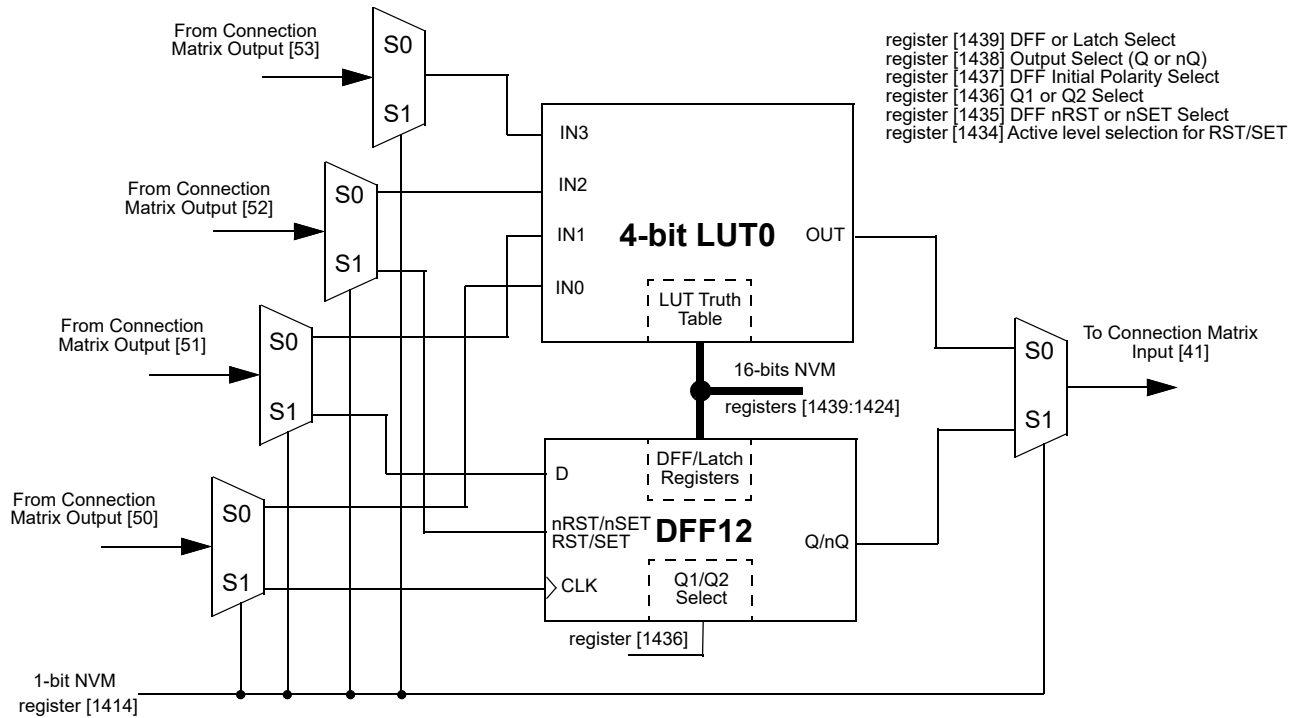 From Connection
Matrix Output [53]
S0
S1
register [1439] DFF or Latch Select
register [1438] Output Select (Q or nQ)
register [1437] DFF Initial Polarity Select
register [1436] Q1 or Q2 Select
register [1435] DFF nRST or nSET Select
register [1434] Active level selection for RST/SET
From Connection
Matrix Output [52]
S0
S1
IN3
IN2
IN1
IN0
4-bit LUT0
OUT
LUT Truth
Table
From Connection
Matrix Output [51]
S0
S1
16-bits NVM
registers [1439:1424]
S0
S1
To Connection Matrix
Input [41]
From Connection
Matrix Output [50]
S0
S1
D
nRST/nSET
RST/SET
CLK
DFF/Latch
Registers
DFF12
Q/nQ
Q1/Q2
Select
register [1436]
1-bit NVM
register [1414]